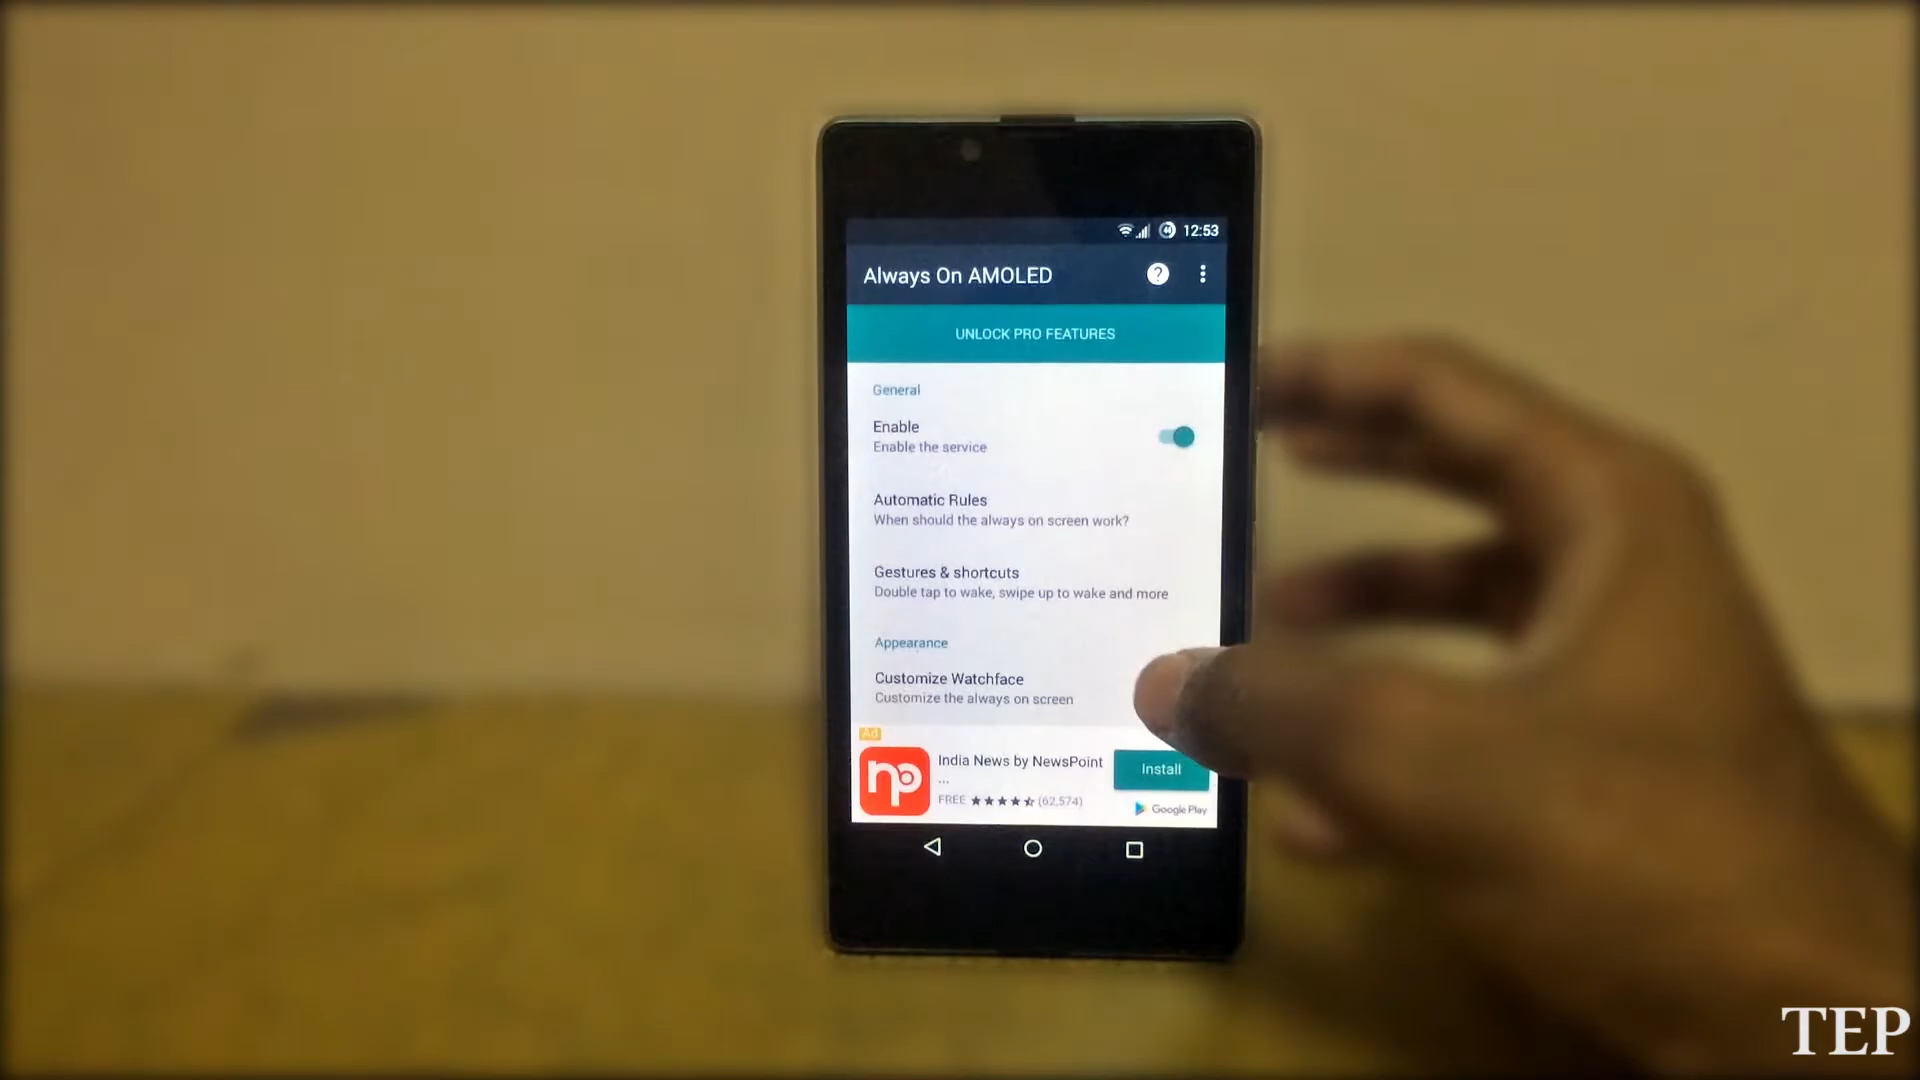 12:53
Always On AMOLED
?
UNLOCK PRO FEATURES
General
Enable
Enable the service
Automatic Rules
When should the always on screen work?
Gestures & shortcuts
Double tap to wake, swipe up to wake and more
Appearance
Customize Watchface
Customize the always on screen
Ad
np
India News by NewsPoint
...
Install
FREE ★★★★⯪ (62,574)
Google Play
TEP